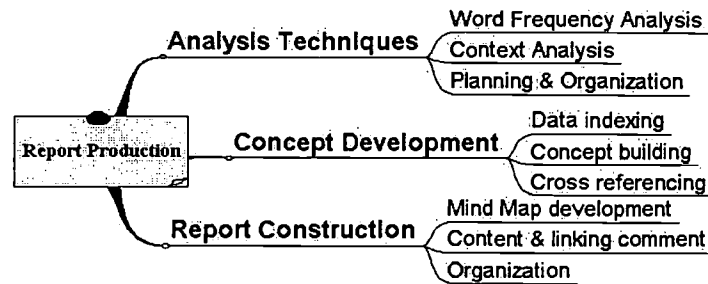 Report Production
Analysis Techniques
Word Frequency Analysis
Context Analysis
Planning & Organization
Concept Development
Data indexing
Concept building
Cross referencing
Report Construction
Mind Map development
Content & linking comment
Organization